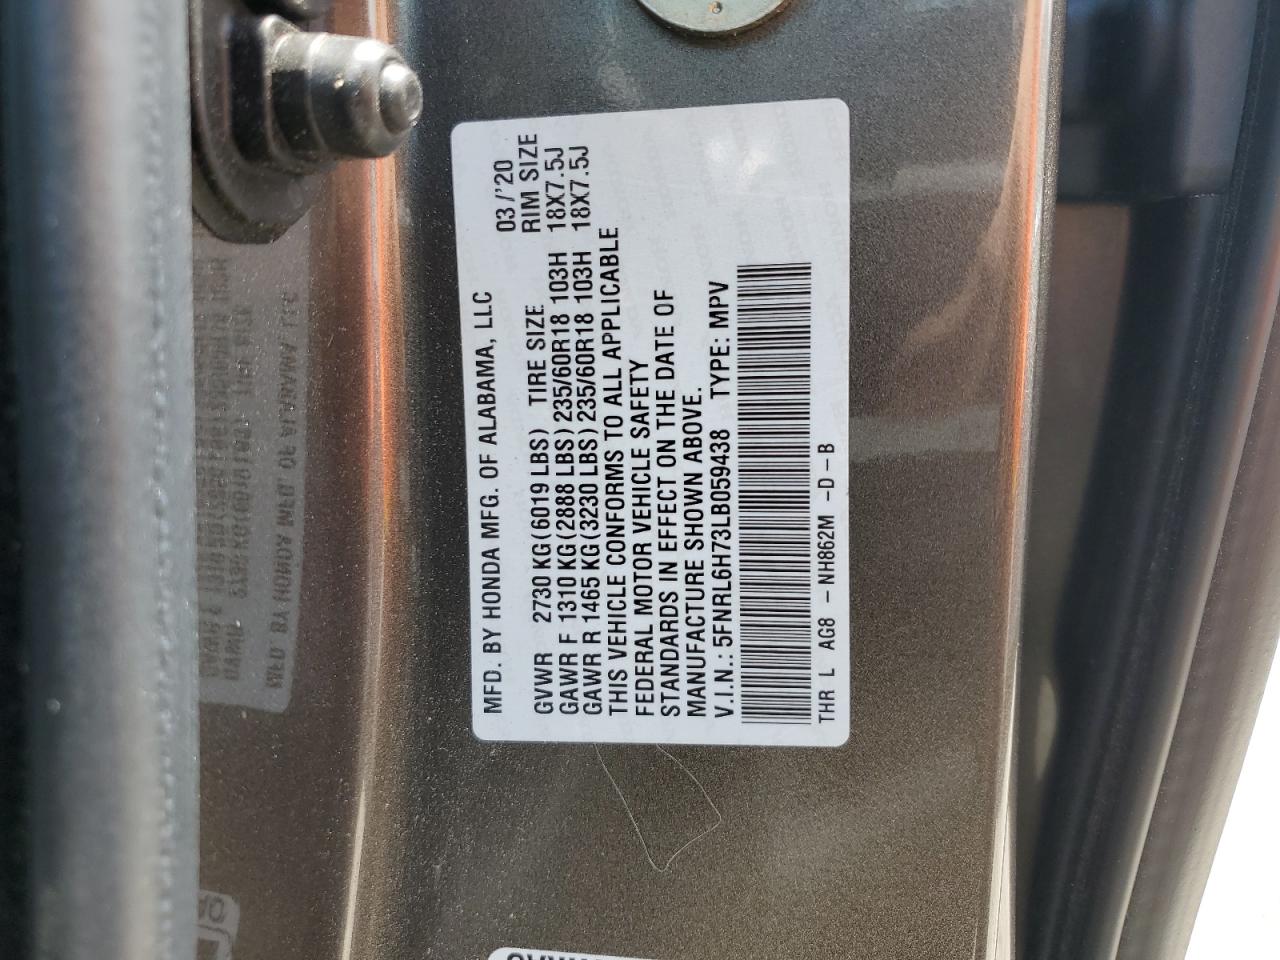 MFD. BY HONDA MFG. OF ALABAMA, LLC 03/'20
GVWR 2730 KG(6019 LBS) TIRE SIZE RIM SIZE
GAWR F 1310 KG(2888 LBS) 235/60R18 103H 18X7.5J
GAWR R 1465 KG(3230 LBS) 235/60R18 103H 18X7.5J
THIS VEHICLE CONFORMS TO ALL APPLICABLE
FEDERAL MOTOR VEHICLE SAFETY
STANDARDS IN EFFECT ON THE DATE OF
MANUFACTURE SHOWN ABOVE.
V.I.N.: 5FNRL6H73LB059438 TYPE: MPV
THR L AG8 -NH862M -D-B